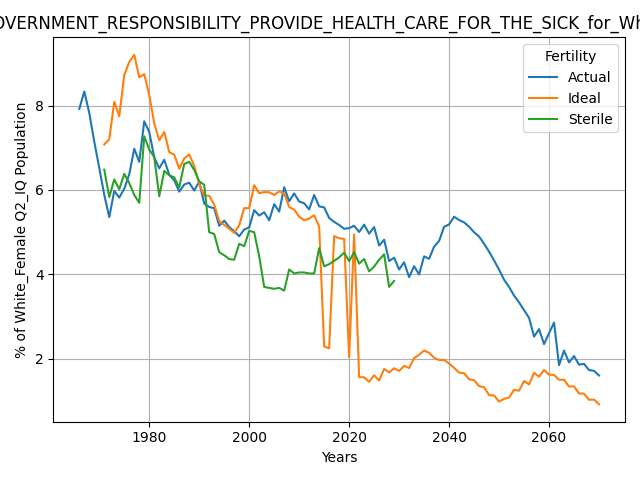 OVERNMENT_RESPONSIBILITY_PROVIDE_HEALTH_CARE_FOR_THE_SICK_for_Wh
Fertility
Actual
Ideal
Sterile
% of White_Female Q2_IQ Population
8
6
4
2
1980 2000 2020 2040 2060
Years